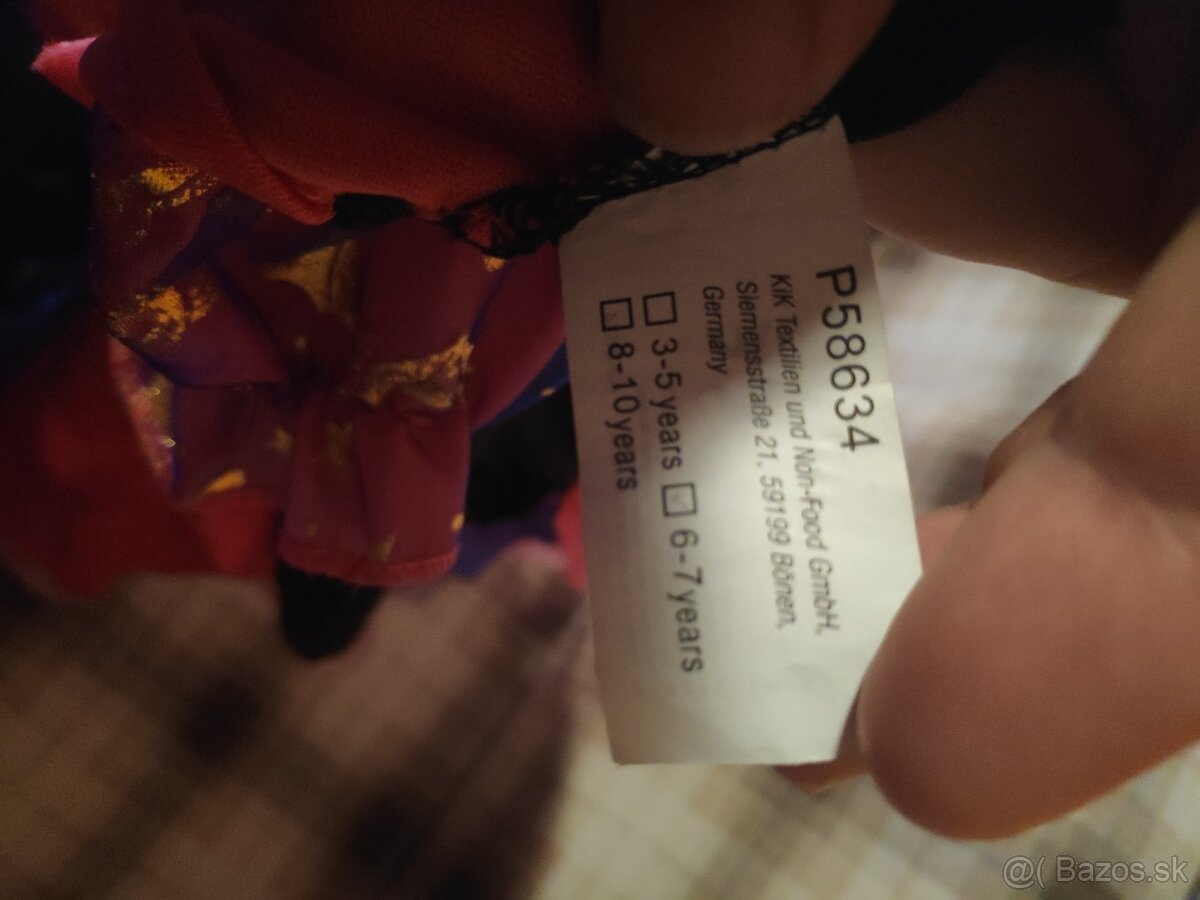 P58634
KiK Textilien und Non-Food GmbH,
Siemensstraße 21, 59199 Bönen,
Germany
☐ 3-5 years ☑ 6-7 years
☐ 8-10 years
@( Bazos.sk